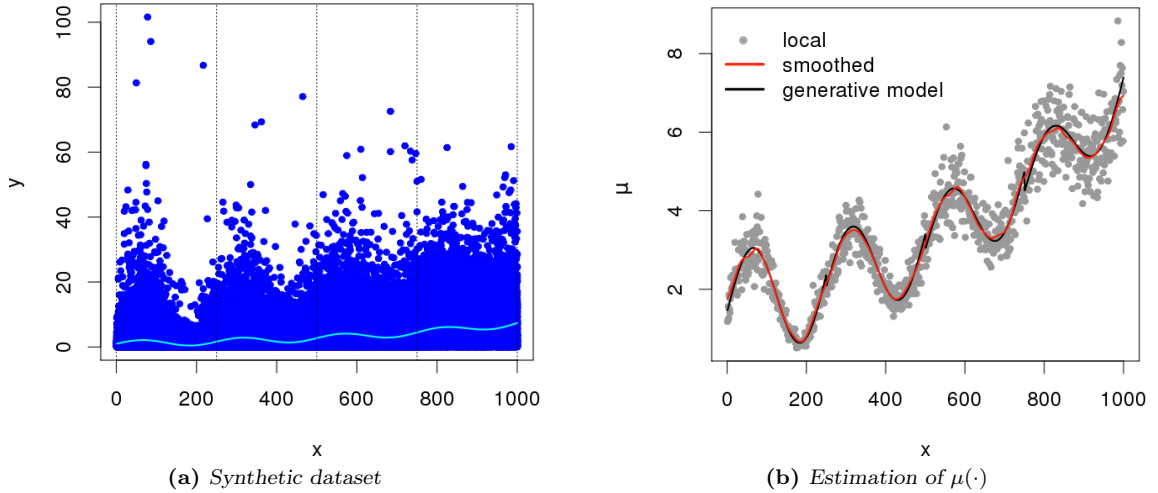 100
80
60
40
20
0
y
0 200 400 600 800 1000
x
(a) Synthetic dataset
local
smoothed
generative model
8
6
4
2
μ
0 200 400 600 800 1000
x
(b) Estimation of μ(·)